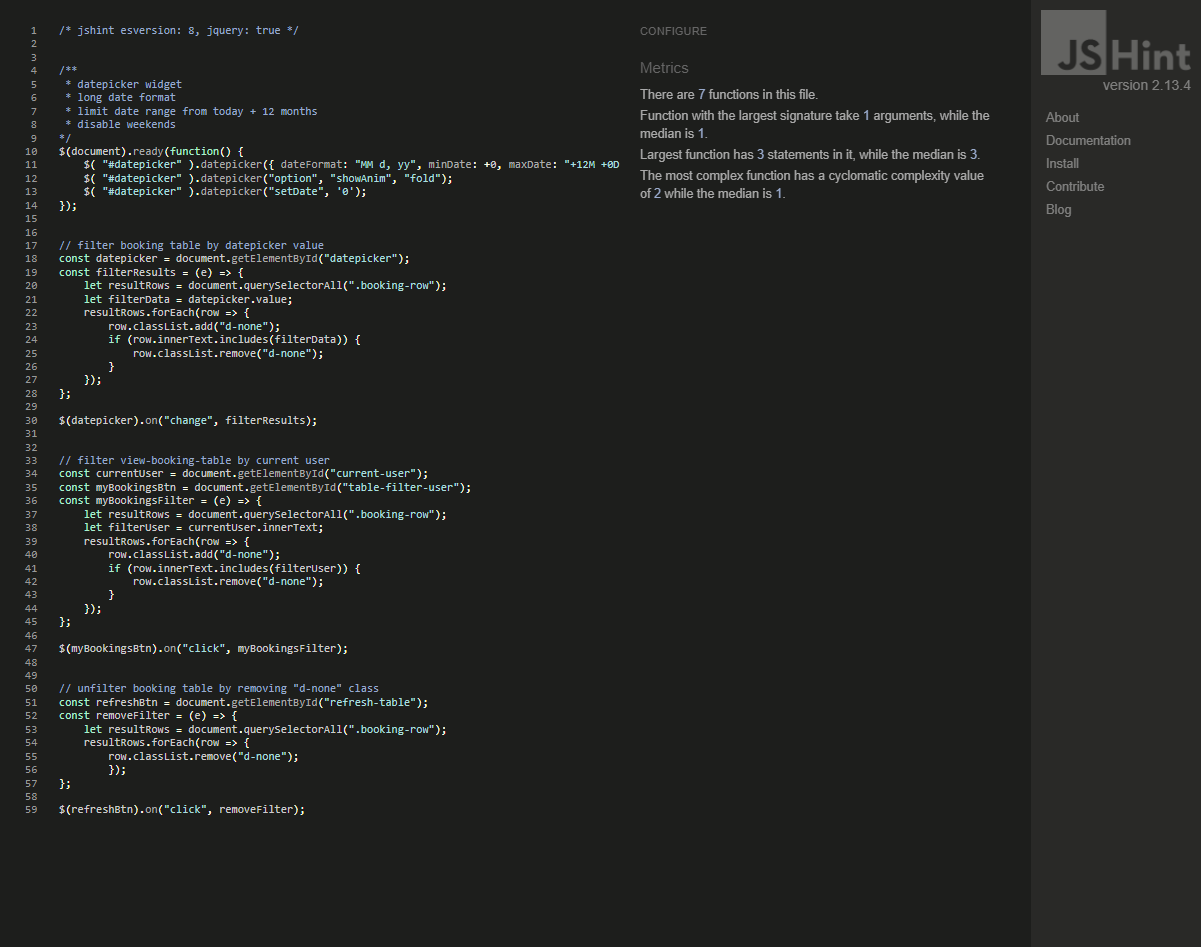 1 /* jshint esversion: 8, jquery: true */
2
3
4 /**
5  * datepicker widget
6  * long date format
7  * limit date range from today + 12 months
8  * disable weekends
9 */
10 $(document).ready(function() {
11     $( "#datepicker" ).datepicker({ dateFormat: "MM d, yy", minDate: +0, maxDate: "+12M +0D
12     $( "#datepicker" ).datepicker("option", "showAnim", "fold");
13     $( "#datepicker" ).datepicker("setDate", '0');
14 });
15
16
17 // filter booking table by datepicker value
18 const datepicker = document.getElementById("datepicker");
19 const filterResults = (e) => {
20     let resultRows = document.querySelectorAll(".booking-row");
21     let filterData = datepicker.value;
22     resultRows.forEach(row => {
23         row.classList.add("d-none");
24         if (row.innerText.includes(filterData)) {
25             row.classList.remove("d-none");
26         }
27     });
28 };
29
30 $(datepicker).on("change", filterResults);
31
32
33 // filter view-booking-table by current user
34 const currentUser = document.getElementById("current-user");
35 const myBookingsBtn = document.getElementById("table-filter-user");
36 const myBookingsFilter = (e) => {
37     let resultRows = document.querySelectorAll(".booking-row");
38     let filterUser = currentUser.innerText;
39     resultRows.forEach(row => {
40         row.classList.add("d-none");
41         if (row.innerText.includes(filterUser)) {
42             row.classList.remove("d-none");
43         }
44     });
45 };
46
47 $(myBookingsBtn).on("click", myBookingsFilter);
48
49
50 // unfilter booking table by removing "d-none" class
51 const refreshBtn = document.getElementById("refresh-table");
52 const removeFilter = (e) => {
53     let resultRows = document.querySelectorAll(".booking-row");
54     resultRows.forEach(row => {
55         row.classList.remove("d-none");
56         });
57 };
58
59 $(refreshBtn).on("click", removeFilter);
CONFIGURE
Metrics
There are 7 functions in this file.
Function with the largest signature take 1 arguments, while the
median is 1.
Largest function has 3 statements in it, while the median is 3.
The most complex function has a cyclomatic complexity value
of 2 while the median is 1.
JSHint
version 2.13.4
About
Documentation
Install
Contribute
Blog